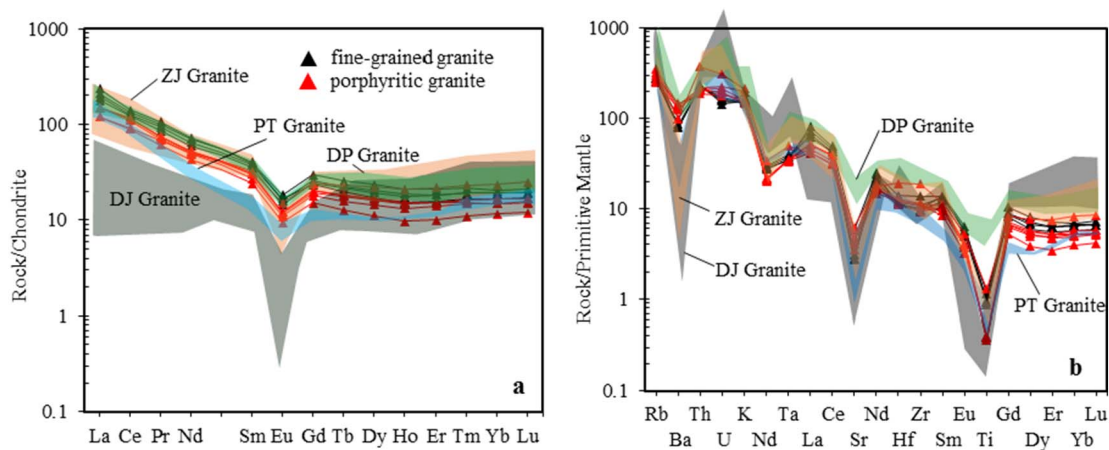 1000
100
10
1
0.1
Rock/Chondrite
fine-grained granite
porphyritic granite
ZJ Granite
PT Granite
DP Granite
DJ Granite
a
La Ce Pr Nd Sm Eu Gd Tb Dy Ho Er Tm Yb Lu
1000
100
10
1
0.1
Rock/Primitive Mantle
DP Granite
ZJ Granite
DJ Granite
PT Granite
b
Rb Th K Ta Ce Nd Zr Eu Gd Er Lu
Ba U Nd La Sr Hf Sm Ti Dy Yb